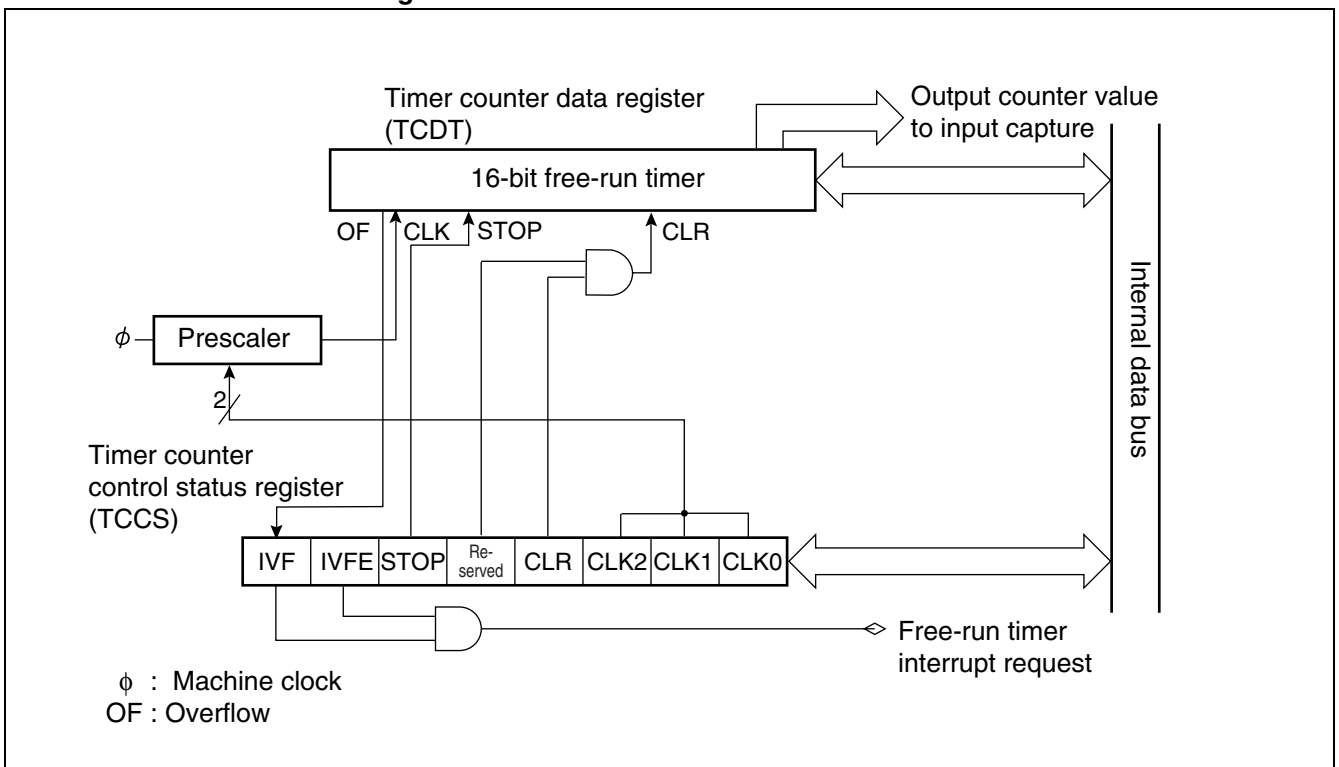 Timer counter data register
(TCDT)
Output counter value
to input capture
16-bit free-run timer
OF
CLK
STOP
CLR
Internal data bus
ϕ
Prescaler
2
Timer counter
control status register
(TCCS)
IVF
IVFE
STOP
Re-
served
CLR
CLK2
CLK1
CLK0
Free-run timer
interrupt request
ϕ : Machine clock
OF : Overflow